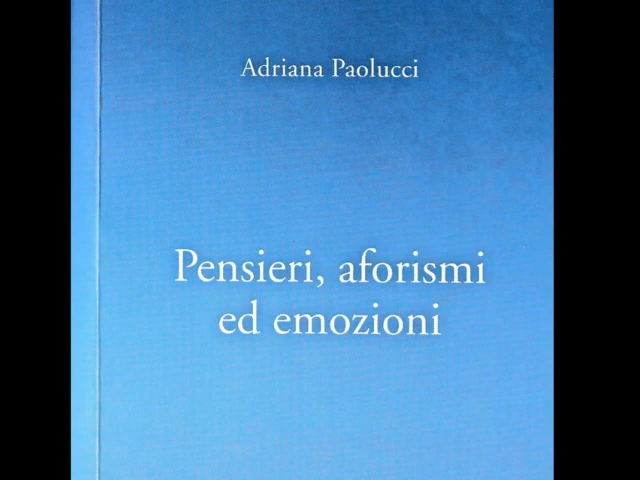 Adriana Paolucci
Pensieri, aforismi
ed emozioni